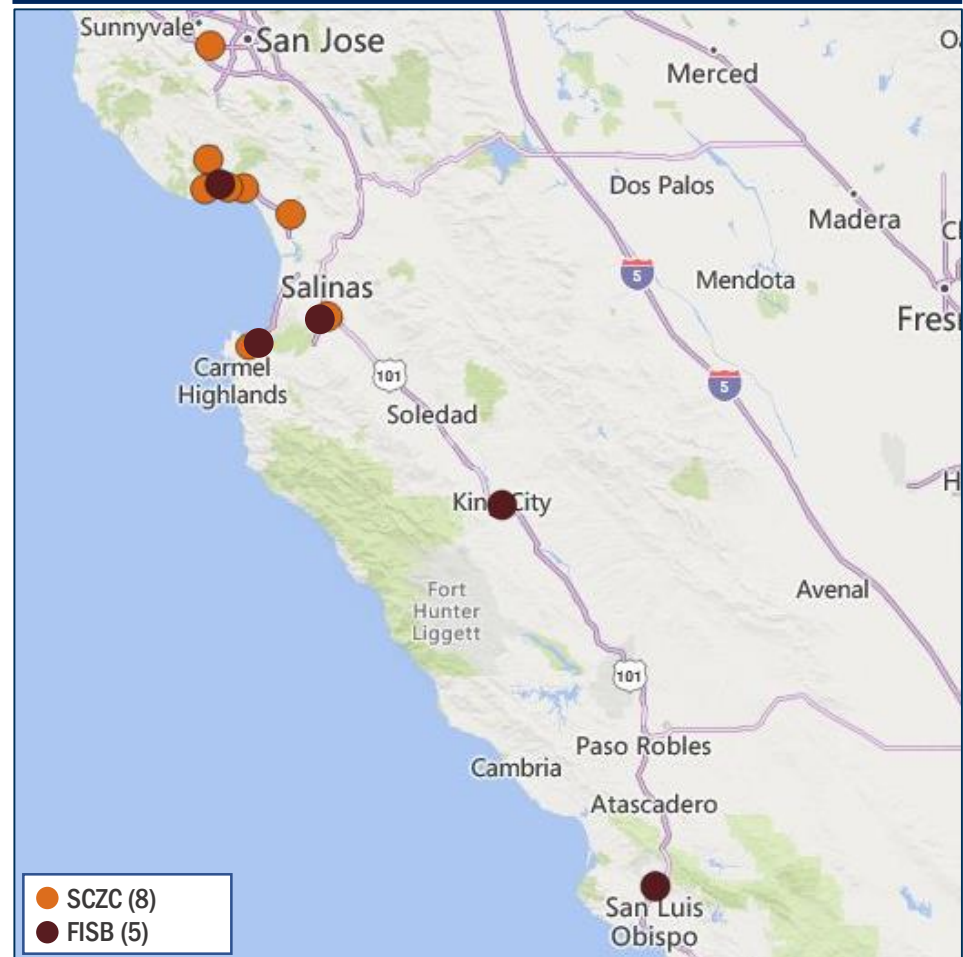 Sunnyvale
San Jose
Merced
Dos Palos
Madera
5
Mendota
Salinas
Carmel
Highlands
101
5
Soledad
King City
Avenal
Fort
Hunter
Liggett
101
Paso Robles
Cambria
Atascadero
San Luis
Obispo
SCZC (8)
FISB (5)